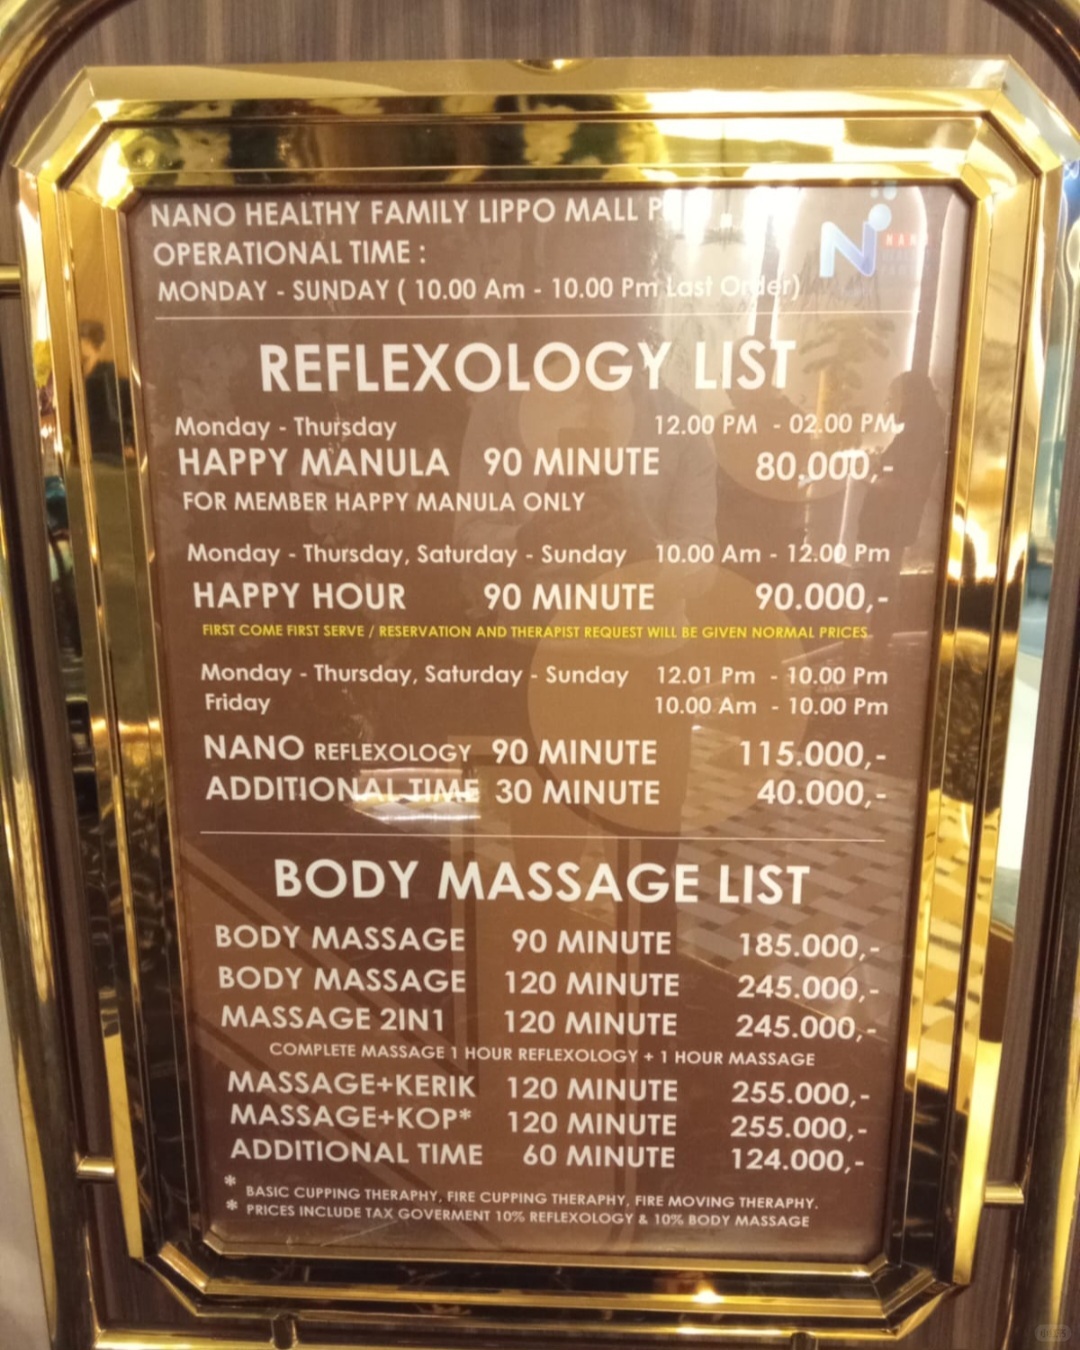 NANO HEALTHY FAMILY LIPPO MALL
OPERATIONAL TIME :
MONDAY - SUNDAY ( 10.00 Am - 10.00 Pm Last Order)
N
NANO
REFLEXOLOGY LIST
Monday - Thursday 12.00 PM - 02.00 PM
HAPPY MANULA 90 MINUTE 80.000,-
FOR MEMBER HAPPY MANULA ONLY
Monday - Thursday, Saturday - Sunday 10.00 Am - 12.00 Pm
HAPPY HOUR 90 MINUTE 90.000,-
FIRST COME FIRST SERVE / RESERVATION AND THERAPIST REQUEST WILL BE GIVEN NORMAL PRICES
Monday - Thursday, Saturday - Sunday 12.01 Pm - 10.00 Pm
Friday 10.00 Am - 10.00 Pm
NANO REFLEXOLOGY 90 MINUTE 115.000,-
ADDITIONAL TIME 30 MINUTE 40.000,-
BODY MASSAGE LIST
BODY MASSAGE 90 MINUTE 185.000,-
BODY MASSAGE 120 MINUTE 245.000,-
MASSAGE 2IN1 120 MINUTE 245.000,-
COMPLETE MASSAGE 1 HOUR REFLEXOLOGY + 1 HOUR MASSAGE
MASSAGE+KERIK 120 MINUTE 255.000,-
MASSAGE+KOP* 120 MINUTE 255.000,-
ADDITIONAL TIME 60 MINUTE 124.000,-
* BASIC CUPPING THERAPHY, FIRE CUPPING THERAPHY, FIRE MOVING THERAPHY.
* PRICES INCLUDE TAX GOVERMENT 10% REFLEXOLOGY & 10% BODY MASSAGE